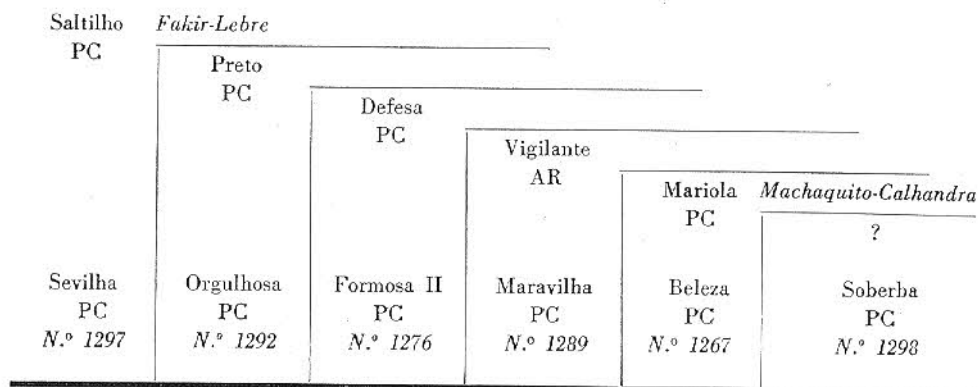 Saltilho Fakir-Lebre
PC
Preto
PC
Defesa
PC
Vigilante
AR
Mariola Machaquito-Calhandra
PC
?
Sevilha Orgulhosa Formosa II Maravilha Beleza Soberba
PC PC PC PC PC PC
N.º 1297 N.º 1292 N.º 1276 N.º 1289 N.º 1267 N.º 1298